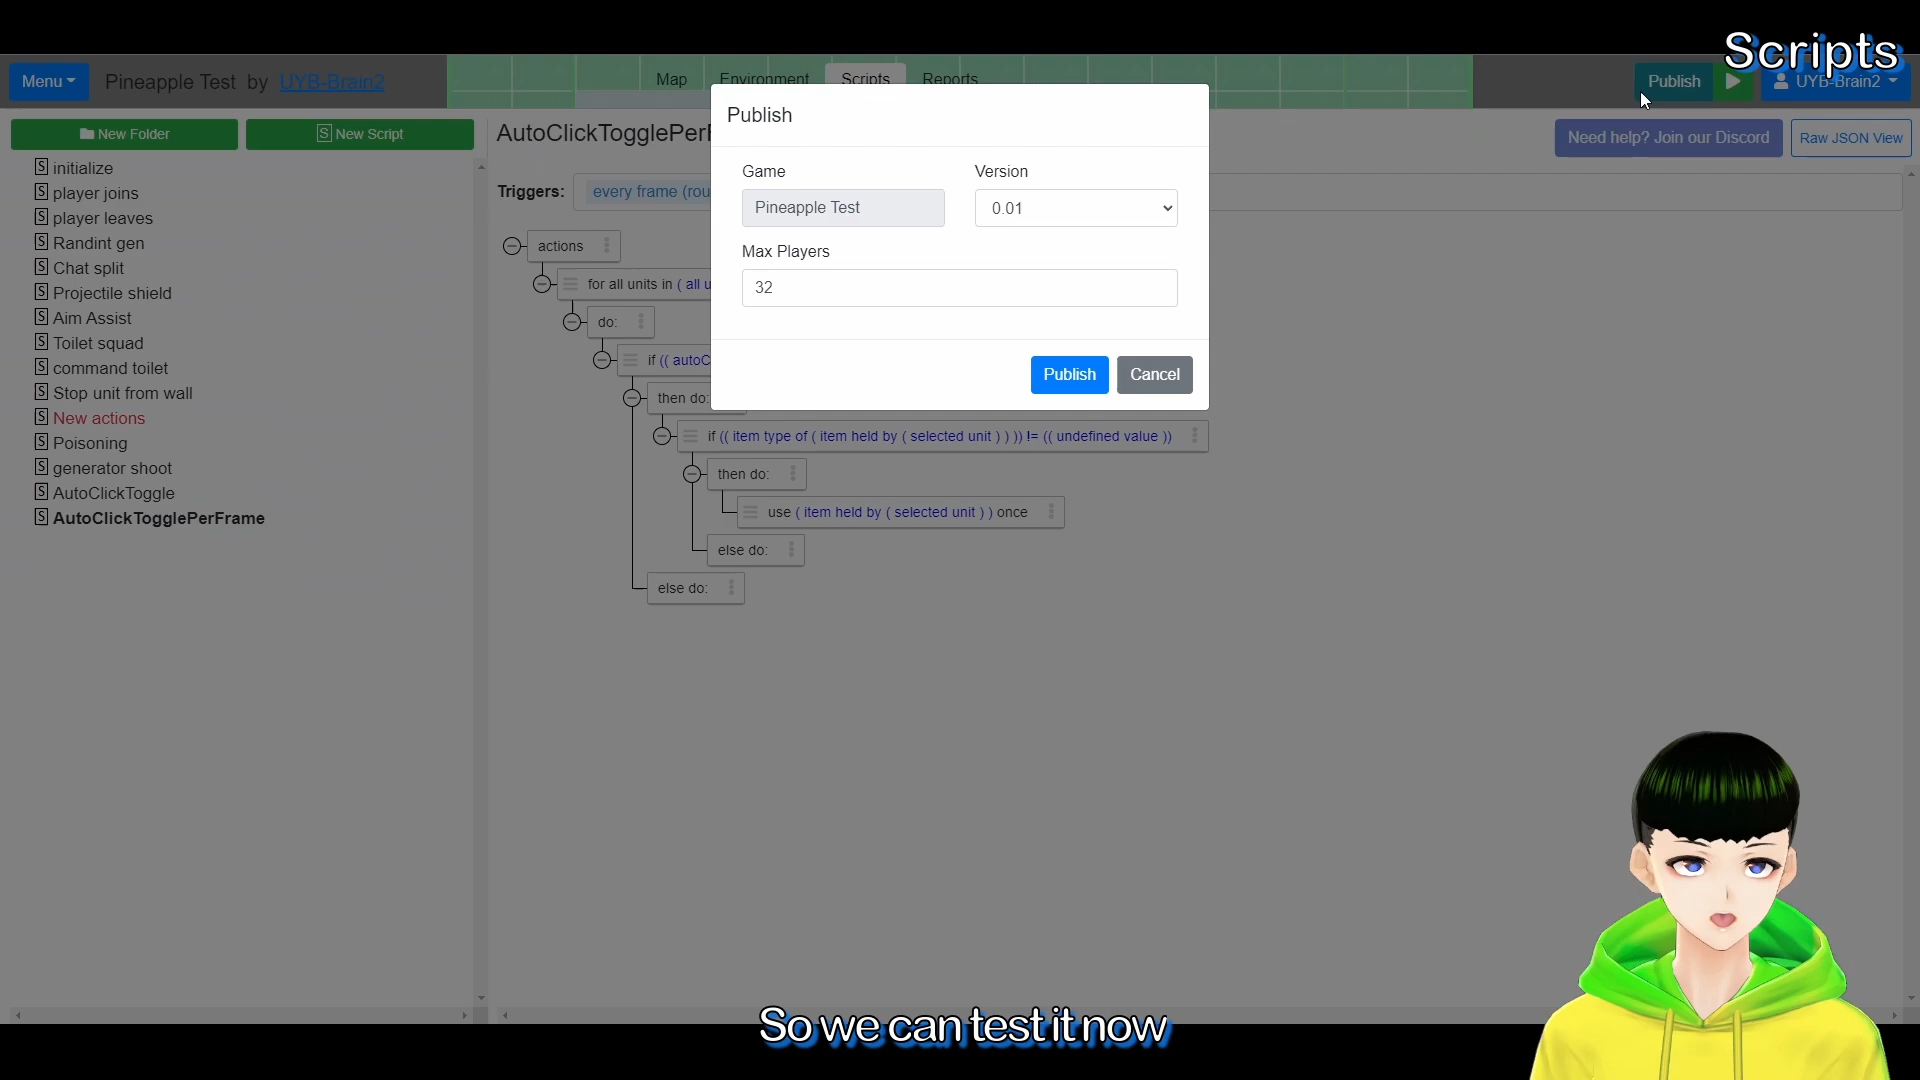 Scripts
Menu
Pineapple Test by UYB-Brain2
Map
Environment
Scripts
Reports
Publish
UYB-Brain2
New Folder
S New Script
AutoClickTogglePerF
Need help? Join our Discord
Raw JSON View
Triggers:
every frame (rou
S initialize
S player joins
S player leaves
S Randint gen
S Chat split
S Projectile shield
S Aim Assist
S Toilet squad
S command toilet
S Stop unit from wall
S New actions
S Poisoning
S generator shoot
S AutoClickToggle
S AutoClickTogglePerFrame
actions
for all units in ( all u
do:
if (( autoC
then do:
if (( item type of ( item held by ( selected unit ) ) )) != (( undefined value ))
then do:
use ( item held by ( selected unit ) ) once
else do:
else do:
Publish
Game
Version
Pineapple Test
0.01
Max Players
32
Publish
Cancel
So we can test it now